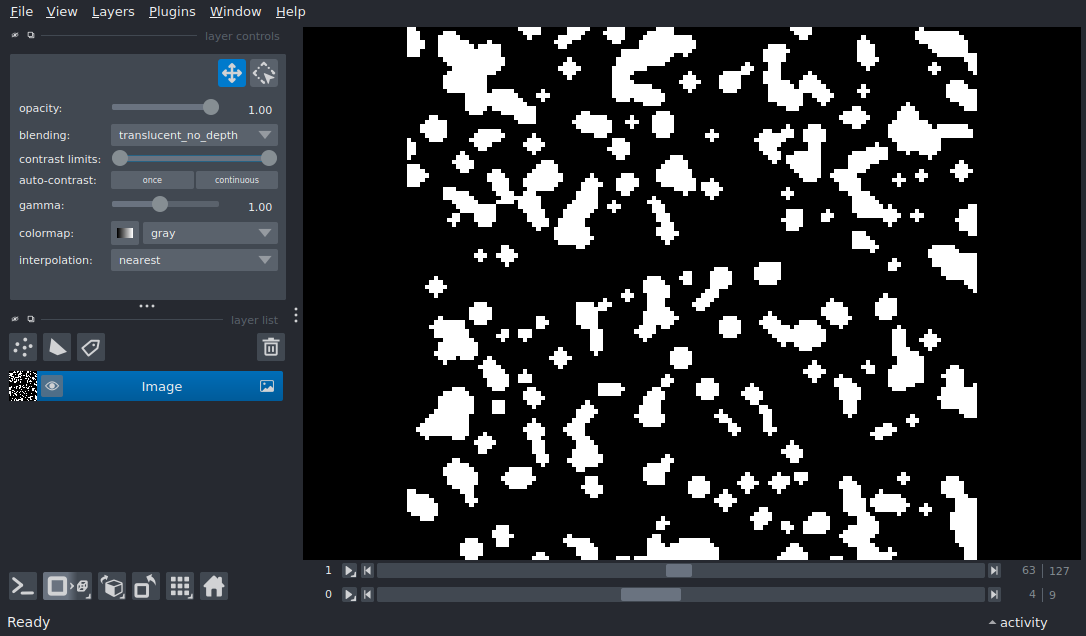 File View Layers Plugins Window Help
layer controls
opacity: 1.00
blending: translucent_no_depth
contrast limits:
auto-contrast: once continuous
gamma: 1.00
colormap: gray
interpolation: nearest
layer list
Image
1 63 127
0 4 9
Ready activity